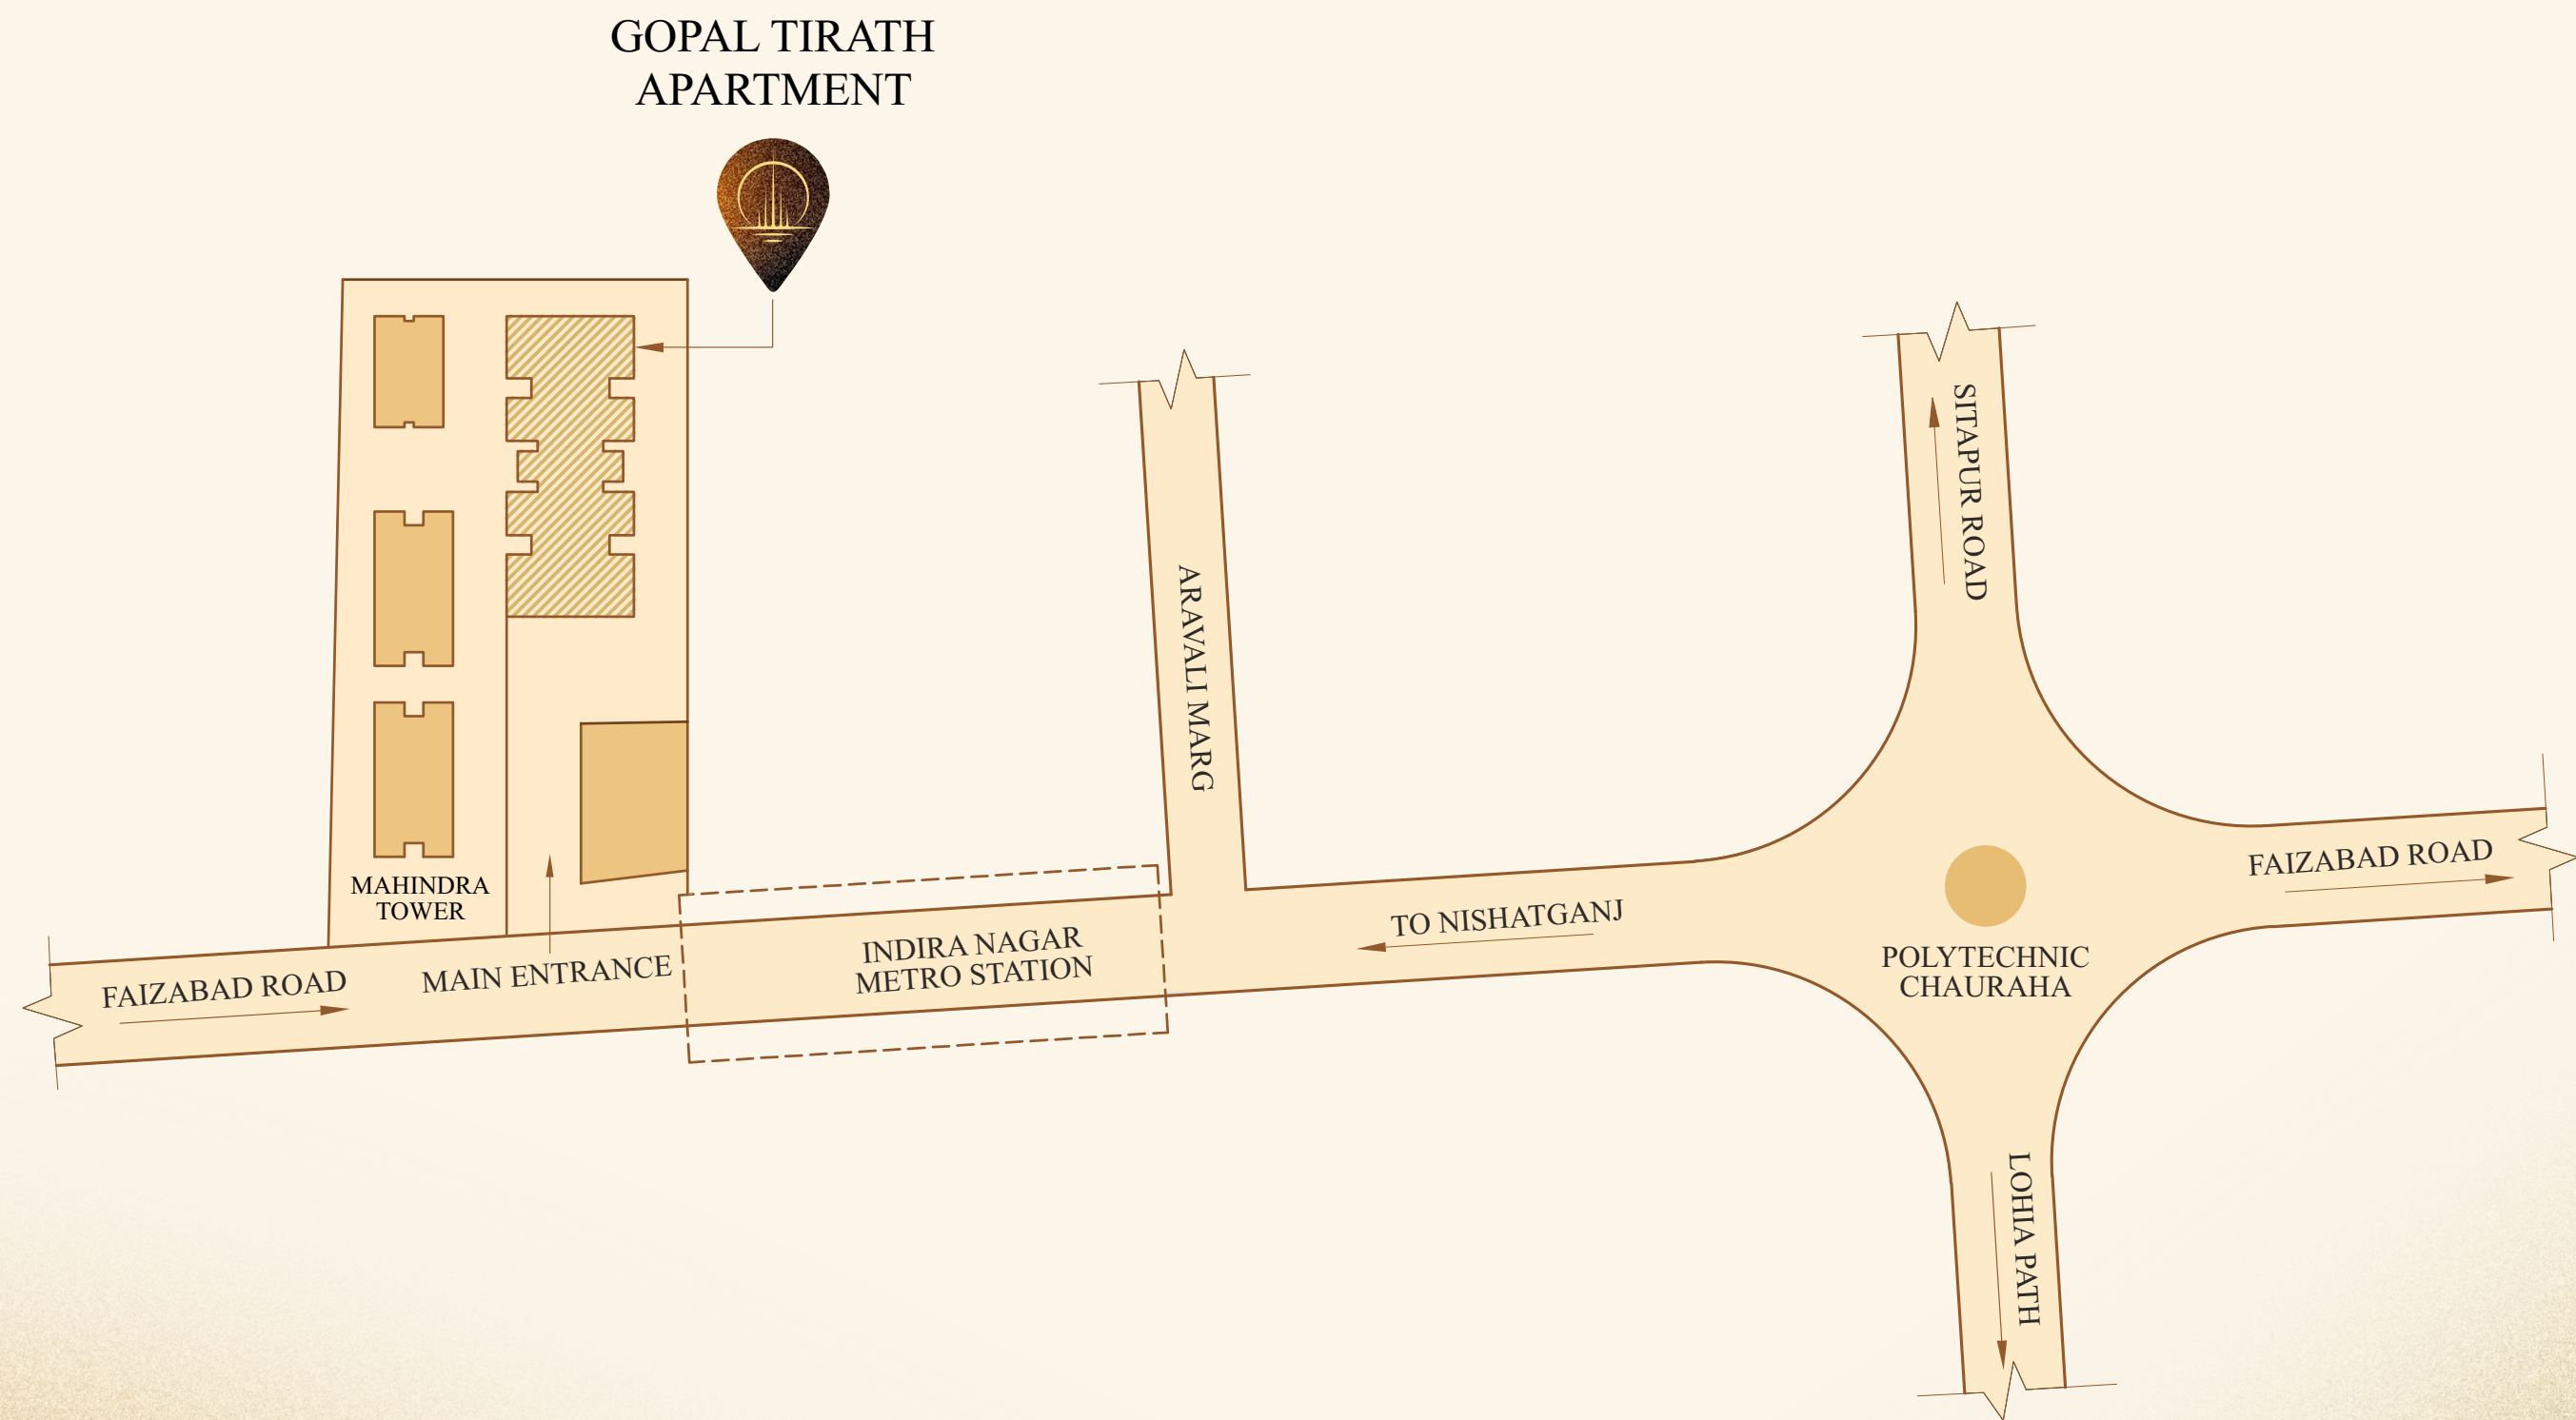 GOPAL TIRATH
APARTMENT
SITAPUR ROAD
ARAVALI MARG
MAHINDRA
TOWER
FAIZABAD ROAD
MAIN ENTRANCE
INDIRA NAGAR
METRO STATION
TO NISHATGANJ
POLYTECHNIC
CHAURAHA
FAIZABAD ROAD
LOHIA PATH